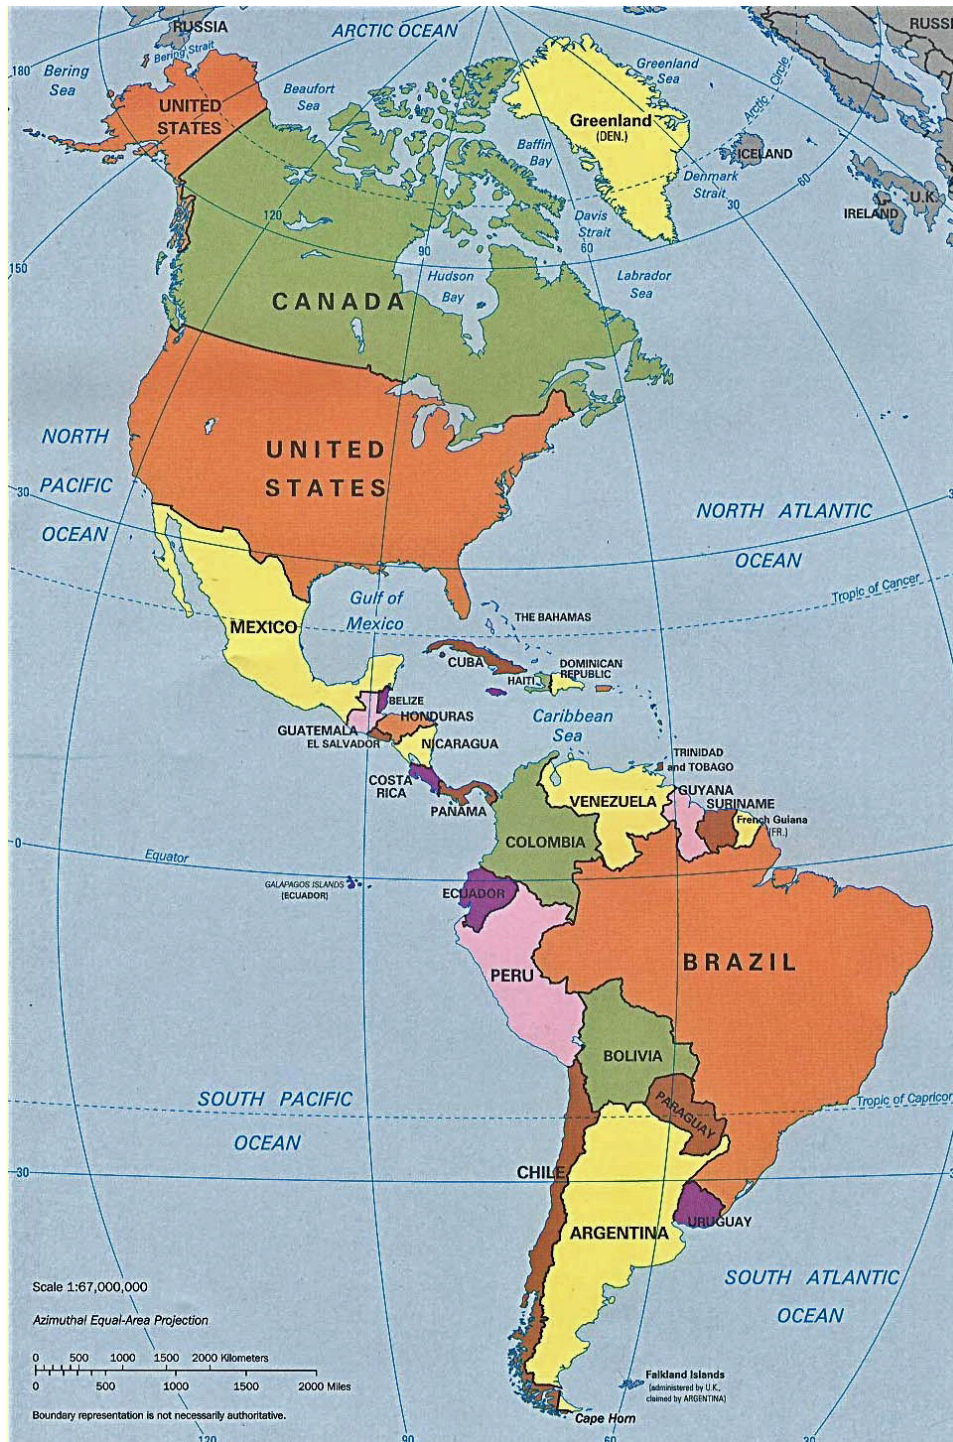 RUSSIA
ARCTIC OCEAN
RUSSI
Bering Strait
180
Bering
Sea
Greenland
Sea
Beaufort
Sea
UNITED
STATES
Greenland
(DEN.)
Arctic Circle
Baffin
Bay
ICELAND
Denmark
Strait
60
U.K.
30
IRELAND
120
Davis
Strait
60
90
150
Hudson
Bay
Labrador
Sea
CANADA
NORTH
PACIFIC
OCEAN
UNITED
STATES
30
NORTH ATLANTIC
OCEAN
3
Tropic of Cancer
Gulf of
Mexico
THE BAHAMAS
MEXICO
CUBA
HAITI
DOMINICAN
REPUBLIC
BELIZE
HONDURAS
GUATEMALA
EL SALVADOR
NICARAGUA
Caribbean
Sea
TRINIDAD
and TOBAGO
COSTA
RICA
PANAMA
VENEZUELA
GUYANA
SURINAME
French Guiana
(FR.)
COLOMBIA
0
Equator
GALAPAGOS ISLANDS
(ECUADOR)
ECUADOR
BRAZIL
PERU
BOLIVIA
SOUTH PACIFIC
OCEAN
PARAGUAY
Tropic of Capricor
30
CHILE
3
URUGUAY
ARGENTINA
SOUTH ATLANTIC
OCEAN
Scale 1:67,000,000
Azimuthal Equal-Area Projection
0 500 1000 1500 2000 Kilometers
0 500 1000 1500 2000 Miles
Falkland Islands
(administered by U.K.,
claimed by ARGENTINA)
Boundary representation is not necessarily authoritative.
Cape Horn
120
90
60
30